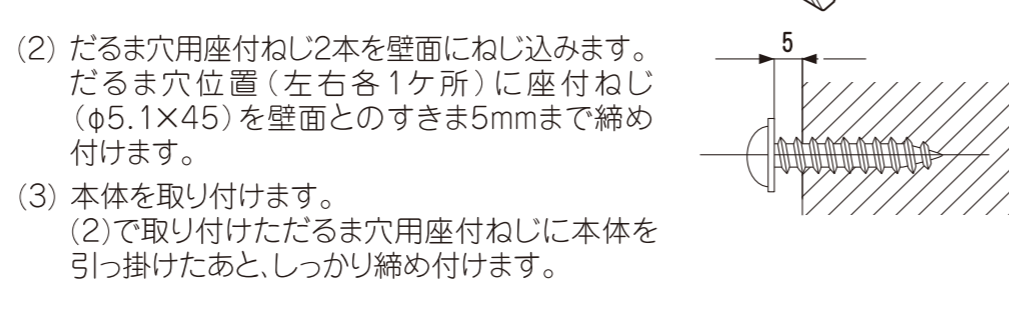 (2) だるま穴用座付ねじ2本を壁面にねじ込みます。
だるま穴位置(左右各1ケ所)に座付ねじ
(φ5.1×45)を壁面とのすきま5mmまで締め
付けます。
(3) 本体を取り付けます。
(2)で取り付けただるま穴用座付ねじに本体を
引っ掛けたあと、しっかり締め付けます。
5